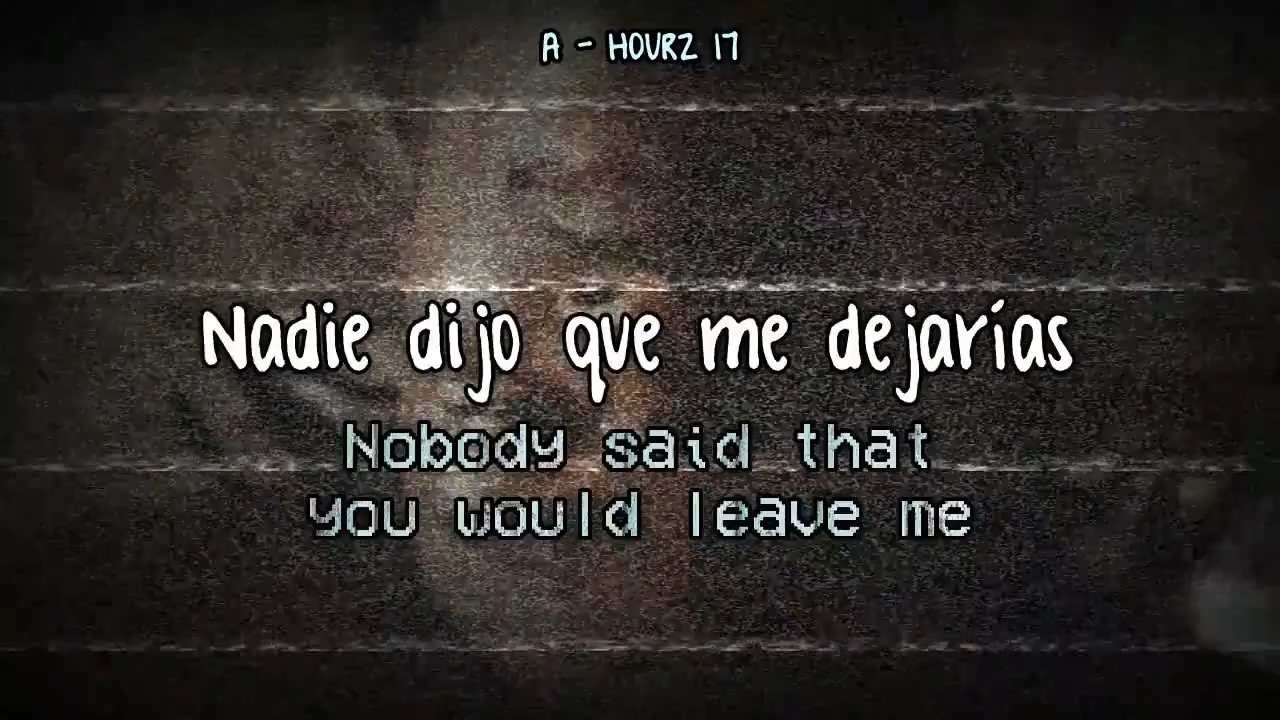 A - HOURZ 17
Nadie dijo que me dejarías
Nobody said that
you would leave me